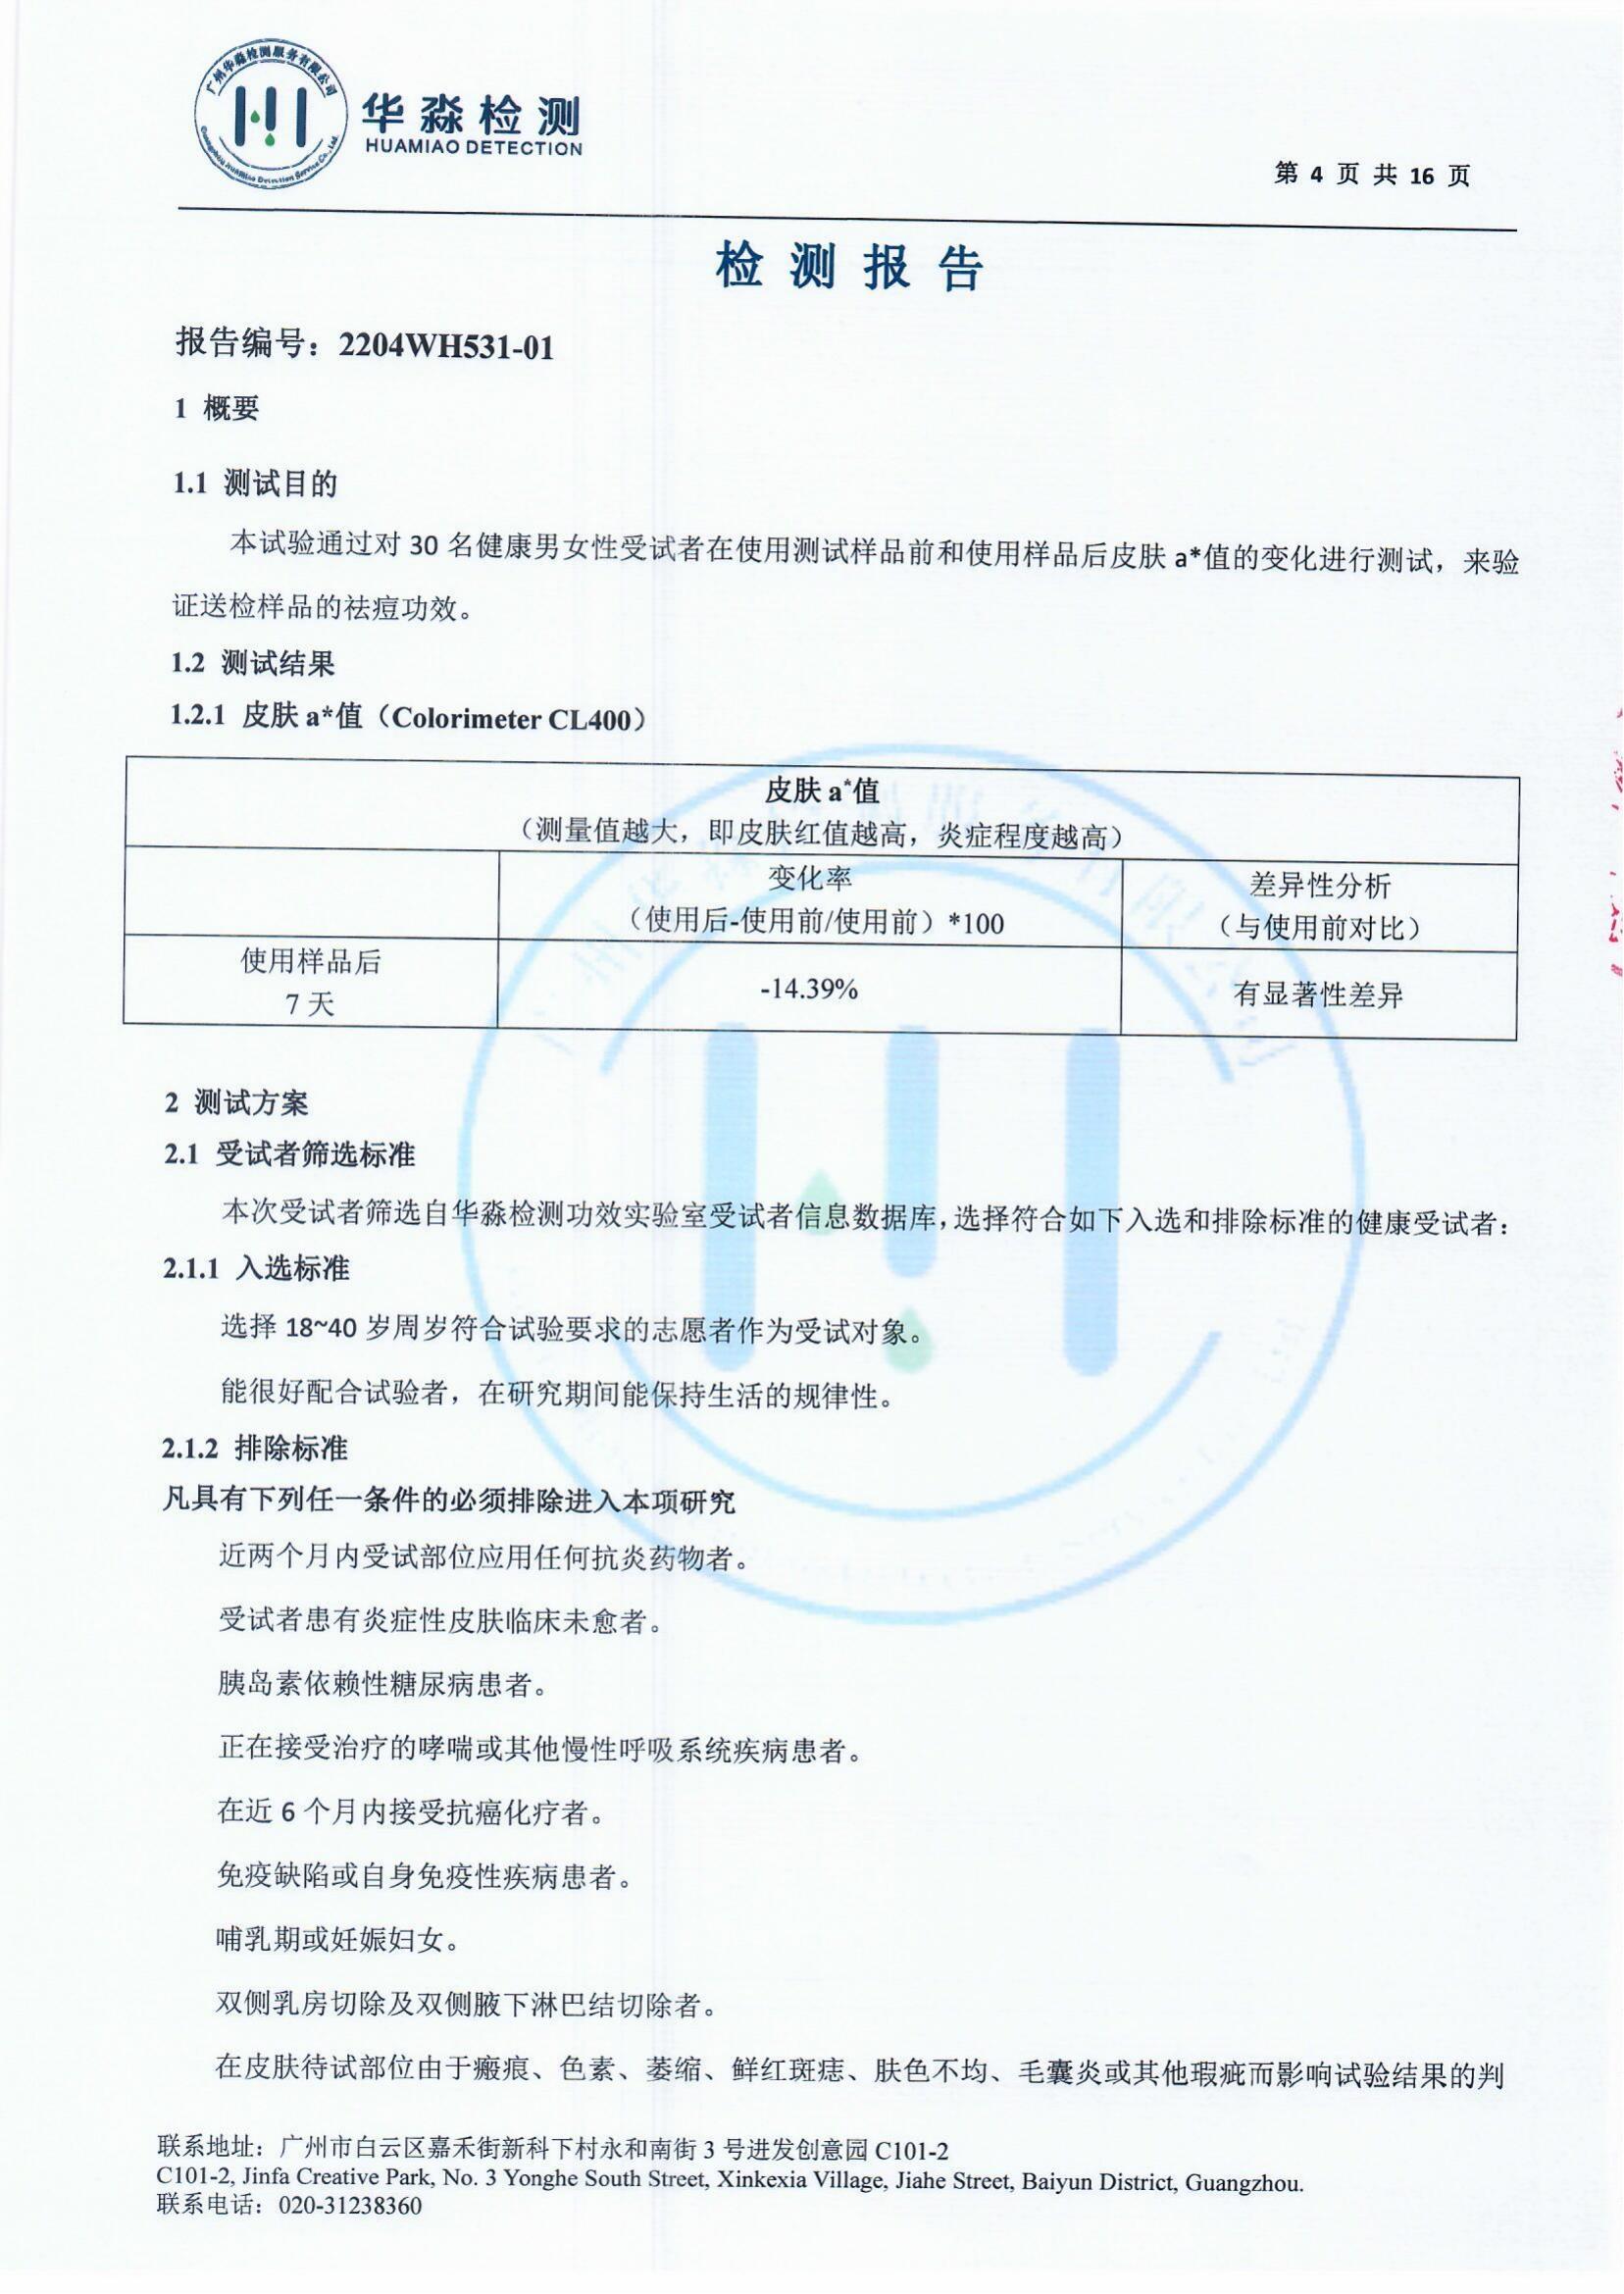 广州华淼检测服务有限公司
Guangzhou HuaMiao Detection Service Co., Ltd.
华淼检测
HUAMIAO DETECTION
第 4 页 共 16 页
检测报告
报告编号：2204WH531-01
1 概要
1.1 测试目的
本试验通过对 30 名健康男女性受试者在使用测试样品前和使用样品后皮肤 a*值的变化进行测试，来验
证送检样品的祛痘功效。
1.2 测试结果
1.2.1 皮肤 a*值（Colorimeter CL400）
皮肤 a*值
（测量值越大，即皮肤红值越高，炎症程度越高）
变化率
（使用后-使用前/使用前）*100
差异性分析
（与使用前对比）
使用样品后
7 天
-14.39%
有显著性差异
2 测试方案
2.1 受试者筛选标准
本次受试者筛选自华淼检测功效实验室受试者信息数据库，选择符合如下入选和排除标准的健康受试者：
2.1.1 入选标准
选择 18~40 岁周岁符合试验要求的志愿者作为受试对象。
能很好配合试验者，在研究期间能保持生活的规律性。
2.1.2 排除标准
凡具有下列任一条件的必须排除进入本项研究
近两个月内受试部位应用任何抗炎药物者。
受试者患有炎症性皮肤临床未愈者。
胰岛素依赖性糖尿病患者。
正在接受治疗的哮喘或其他慢性呼吸系统疾病患者。
在近 6 个月内接受抗癌化疗者。
免疫缺陷或自身免疫性疾病患者。
哺乳期或妊娠妇女。
双侧乳房切除及双侧腋下淋巴结切除者。
在皮肤待试部位由于瘢痕、色素、萎缩、鲜红斑痣、肤色不均、毛囊炎或其他瑕疵而影响试验结果的判
联系地址：广州市白云区嘉禾街新科下村永和南街 3 号进发创意园 C101-2
C101-2, Jinfa Creative Park, No. 3 Yonghe South Street, Xinkexia Village, Jiahe Street, Baiyun District, Guangzhou.
联系电话：020-31238360